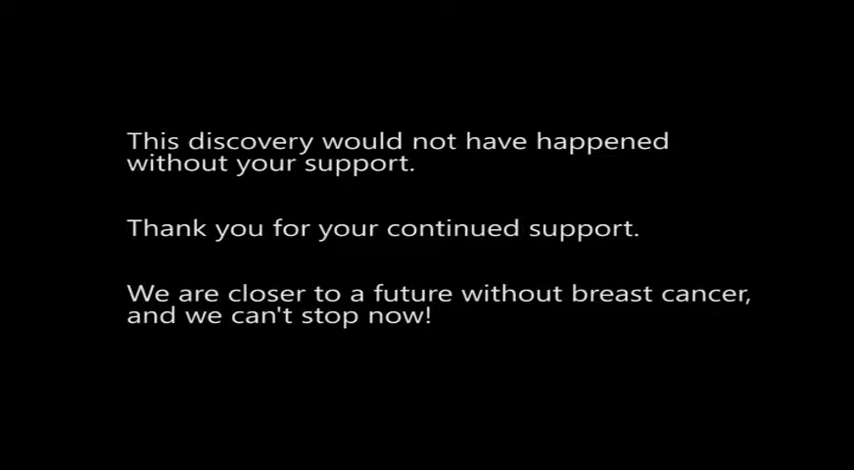 This discovery would not have happened
without your support.
Thank you for your continued support.
We are closer to a future without breast cancer,
and we can't stop now!